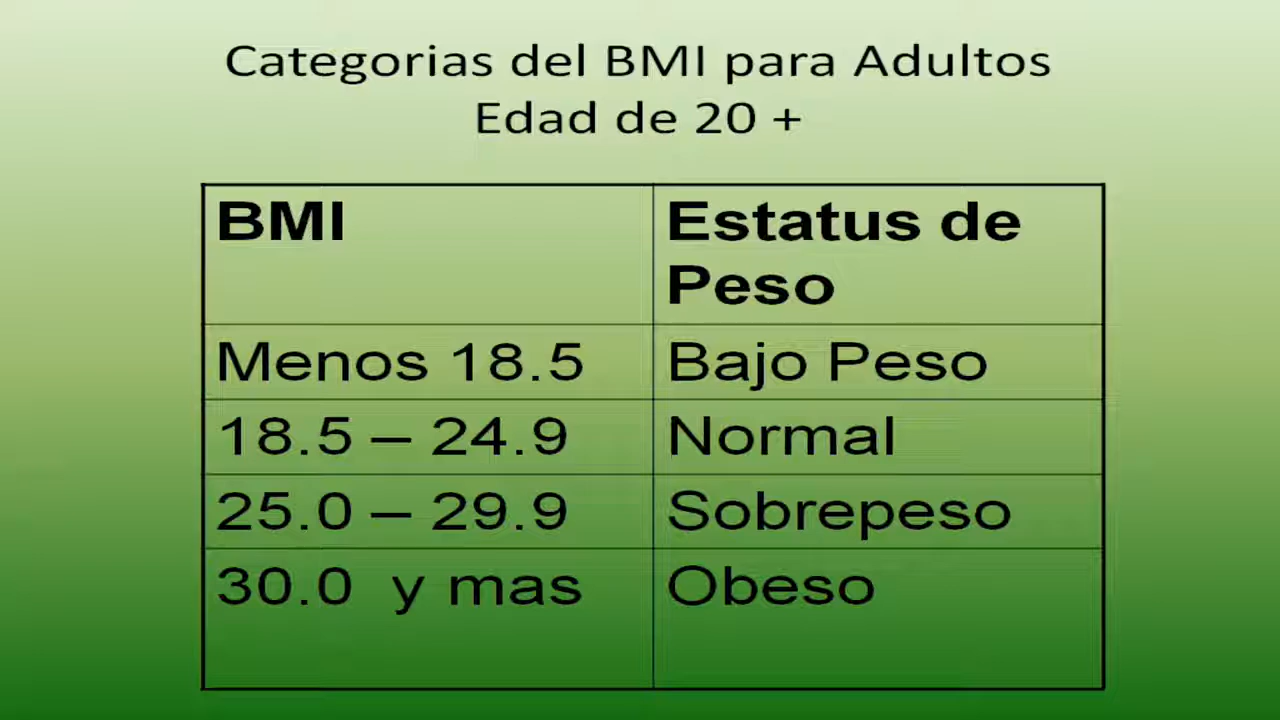 Categorias del BMI para Adultos
Edad de 20 +
BMI
Estatus de
Peso
Menos 18.5
Bajo Peso
18.5 – 24.9
Normal
25.0 – 29.9
Sobrepeso
30.0 y mas
Obeso